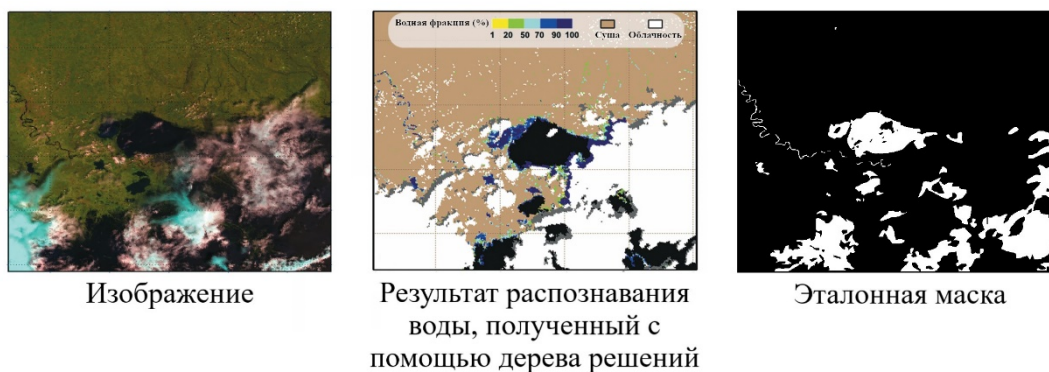 Водная фракция (%)
1 20 50 70 90 100
Суша
Облачность
Изображение
Результат распознавания
воды, полученный с
помощью дерева решений
Эталонная маска